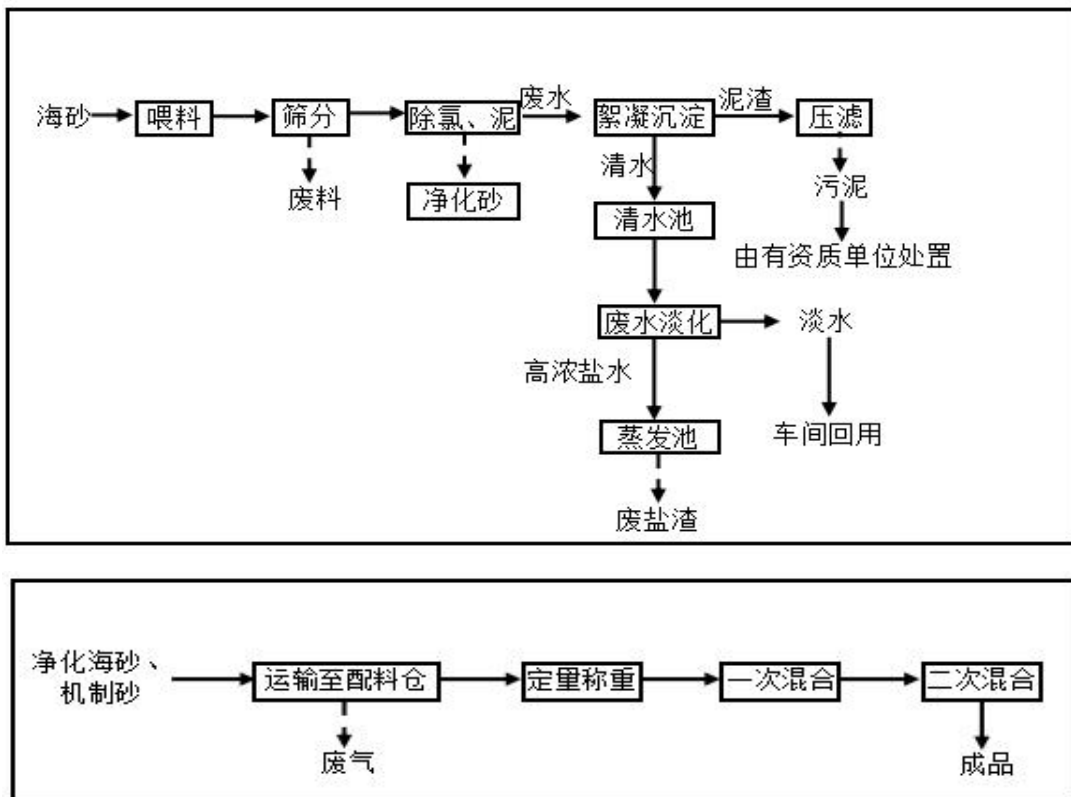 海砂
喂料
筛分
除氯、泥
废水
絮凝沉淀
泥渣
压滤
废料
净化砂
清水
清水池
污泥
由有资质单位处置
废水淡化
淡水
高浓盐水
蒸发池
车间回用
废盐渣
净化海砂、
机制砂
运输至配料仓
定量称重
一次混合
二次混合
废气
成品